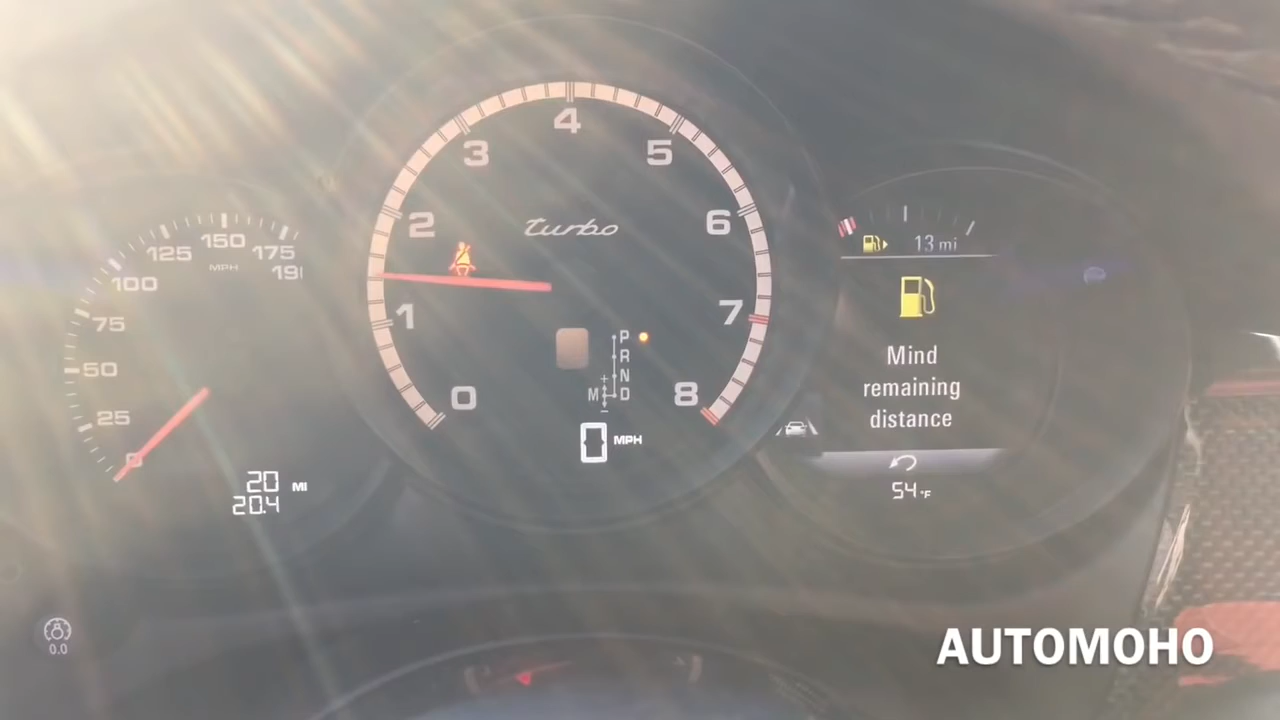 25
50
75
100
125
150
175
19
MPH
20 MI
20.4
0
1
2
3
4
5
6
7
8
turbo
P
R
N
M D
+
-
0 MPH
13 mi
Mind
remaining
distance
54 °F
0.0
AUTOMOHO